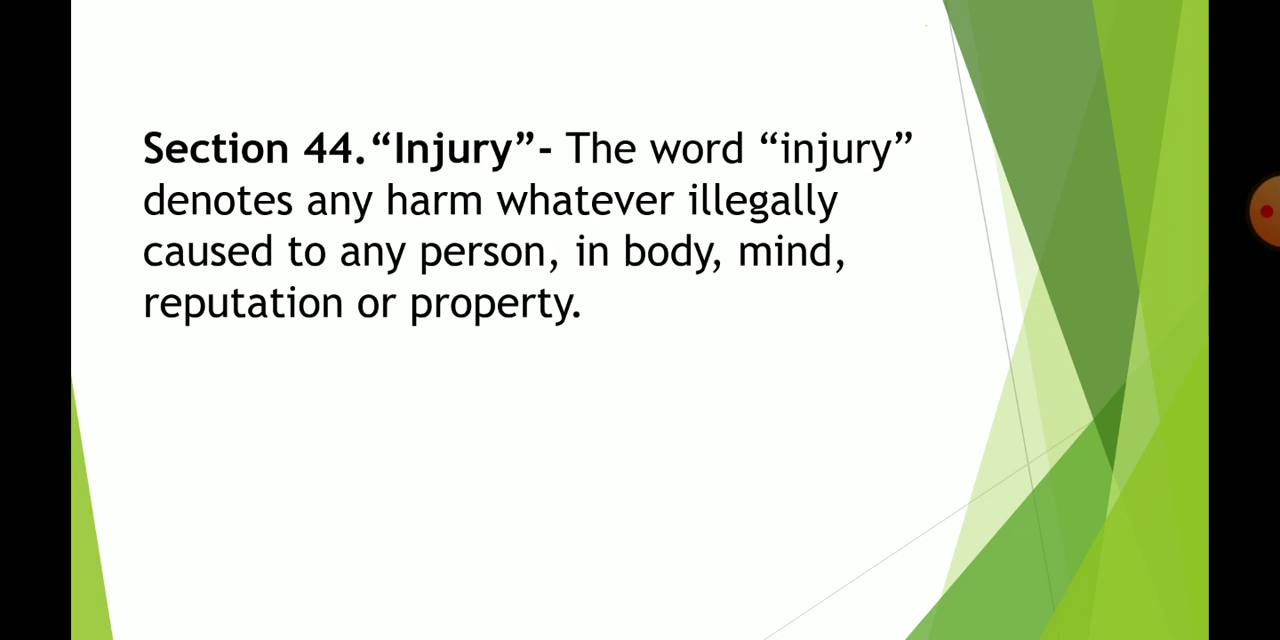 Section 44.“Injury”- The word “injury”
denotes any harm whatever illegally
caused to any person, in body, mind,
reputation or property.